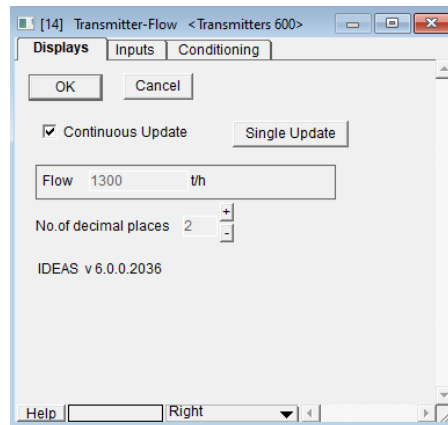 [14] Transmitter-Flow <Transmitters 600>
Displays Inputs Conditioning
OK Cancel
Continuous Update Single Update
Flow 1300 t/h
No.of decimal places 2 + -
IDEAS v 6.0.0.2036
Help Right